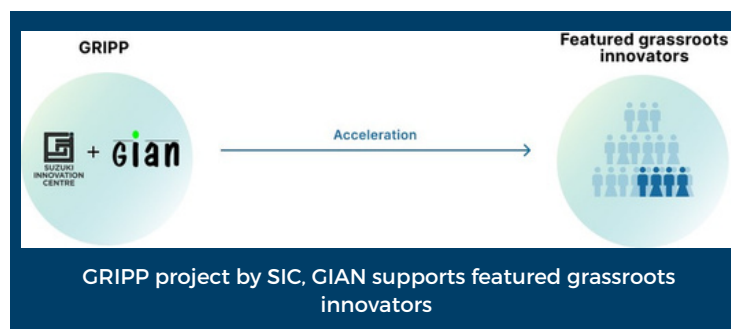 GRIPP
Featured grassroots
innovators
SUZUKI
INNOVATION
CENTRE
+ GIan
Acceleration
GRIPP project by SIC, GIAN supports featured grassroots
innovators